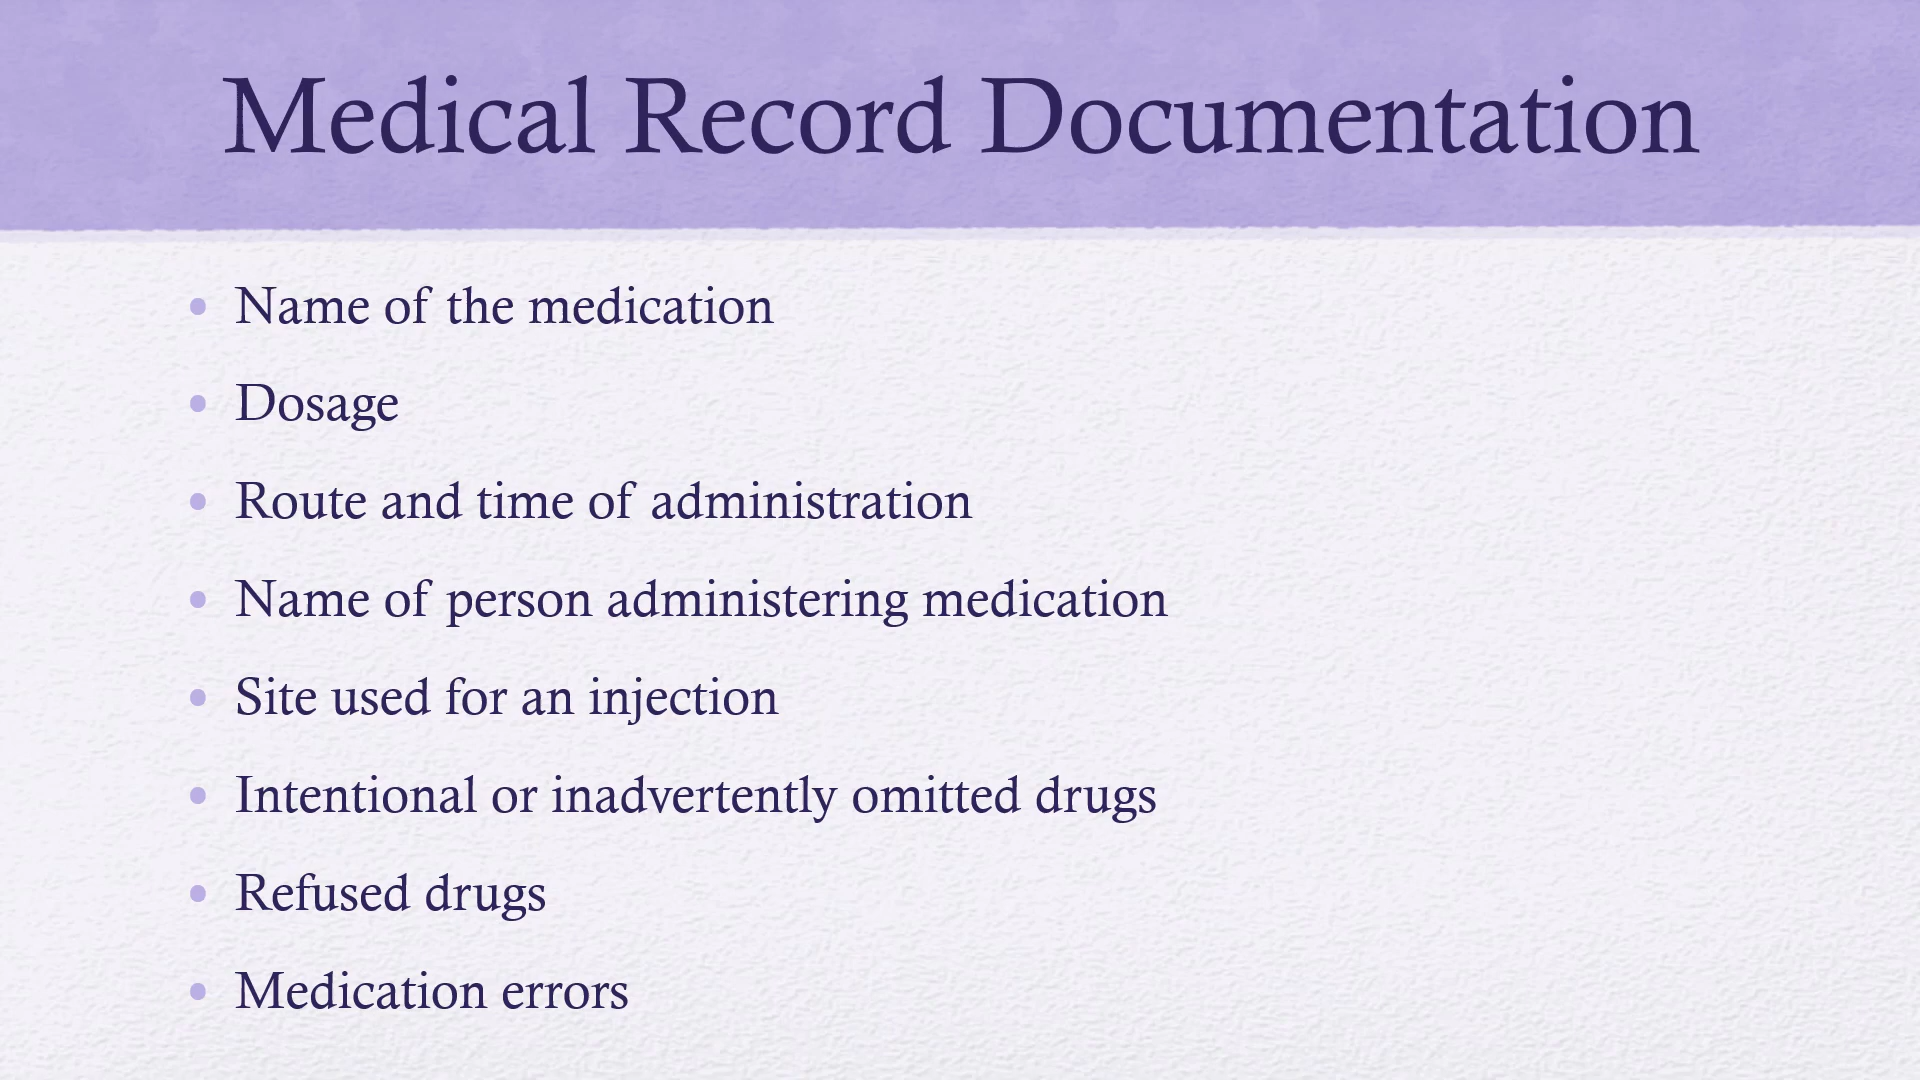 Medical Record Documentation
• Name of the medication
• Dosage
• Route and time of administration
• Name of person administering medication
• Site used for an injection
• Intentional or inadvertently omitted drugs
• Refused drugs
• Medication errors